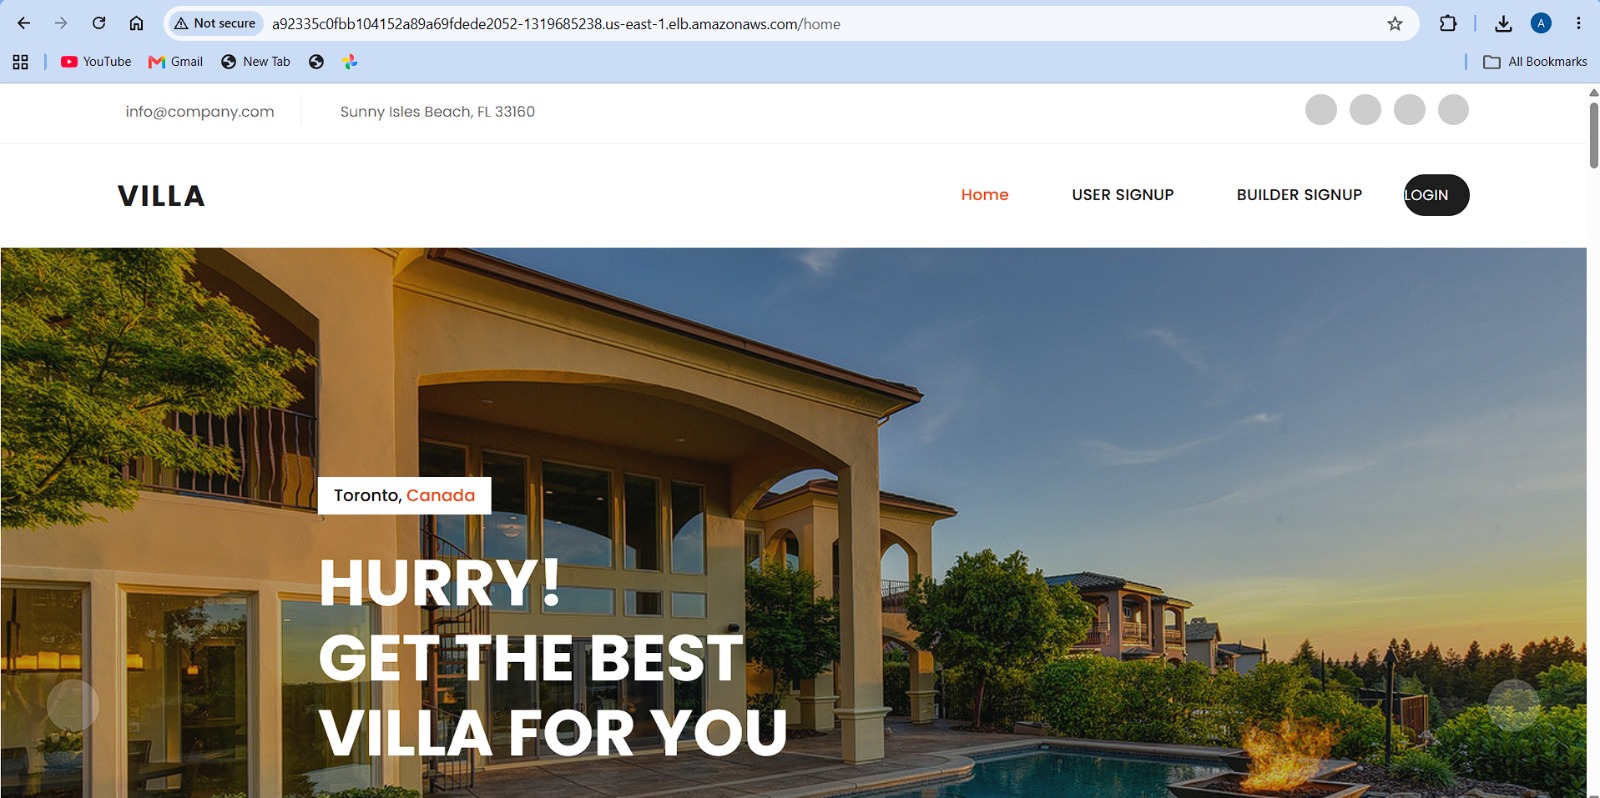 Not secure a92335c0fbb104152a89a69fdede2052-1319685238.us-east-1.elb.amazonaws.com/home A
YouTube Gmail New Tab All Bookmarks
info@company.com Sunny Isles Beach, FL 33160
VILLA Home USER SIGNUP BUILDER SIGNUP LOGIN
Toronto, Canada
HURRY!
GET THE BEST
VILLA FOR YOU